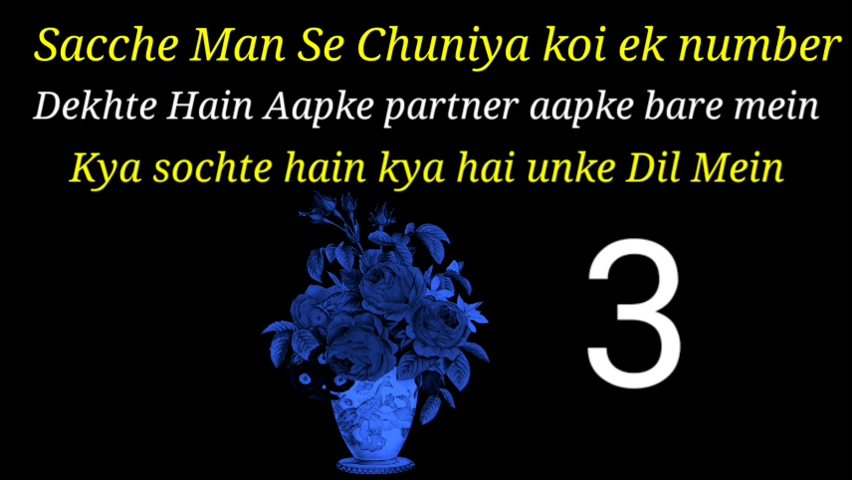 Sacche Man Se Chuniya koi ek number
Dekhte Hain Aapke partner aapke bare mein
Kya sochte hain kya hai unke Dil Mein
3